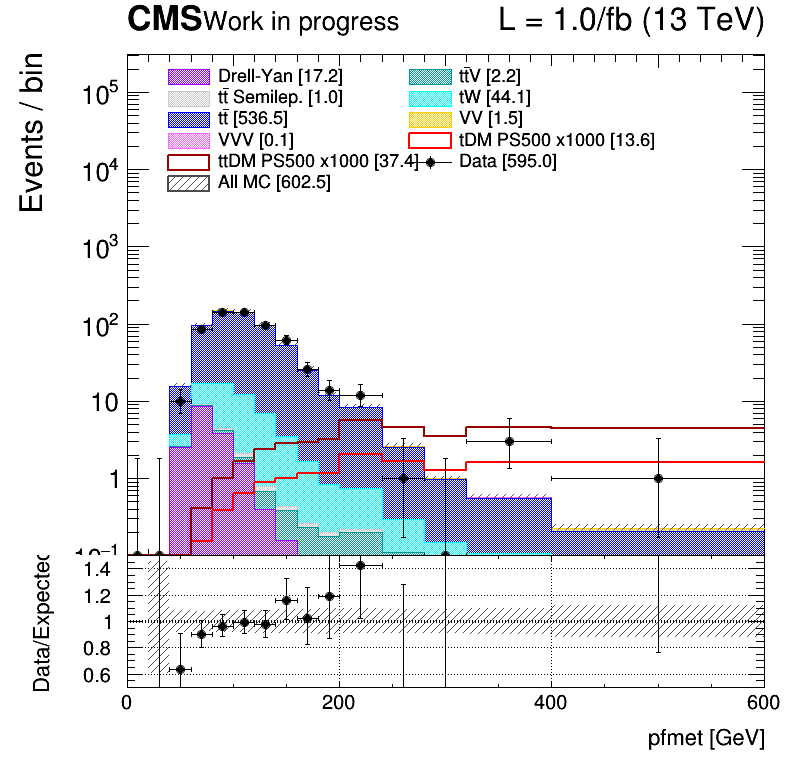 CMS Work in progress L = 1.0/fb (13 TeV)
Events / bin
Drell-Yan [17.2] tt̄V [2.2]
tt̄ Semilep. [1.0] tW [44.1]
tt̄ [536.5] VV [1.5]
VVV [0.1] tDM PS500 x1000 [13.6]
ttDM PS500 x1000 [37.4] Data [595.0]
All MC [602.5]
10⁵
10⁴
10³
10²
10
1
10⁻¹
Data/Expected
1.4
1.2
1
0.8
0.6
0 200 400 600
pfmet [GeV]